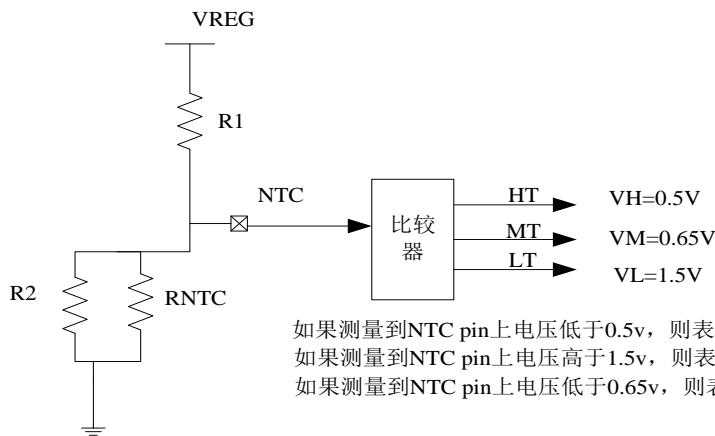 VREG
R1
NTC
HT
VH=0.5V
比较
器
MT
VM=0.65V
LT
VL=1.5V
R2
RNTC
如果测量到NTC pin上电压低于0.5v，则表
如果测量到NTC pin上电压高于1.5v，则表
如果测量到NTC pin上电压低于0.65v，则表